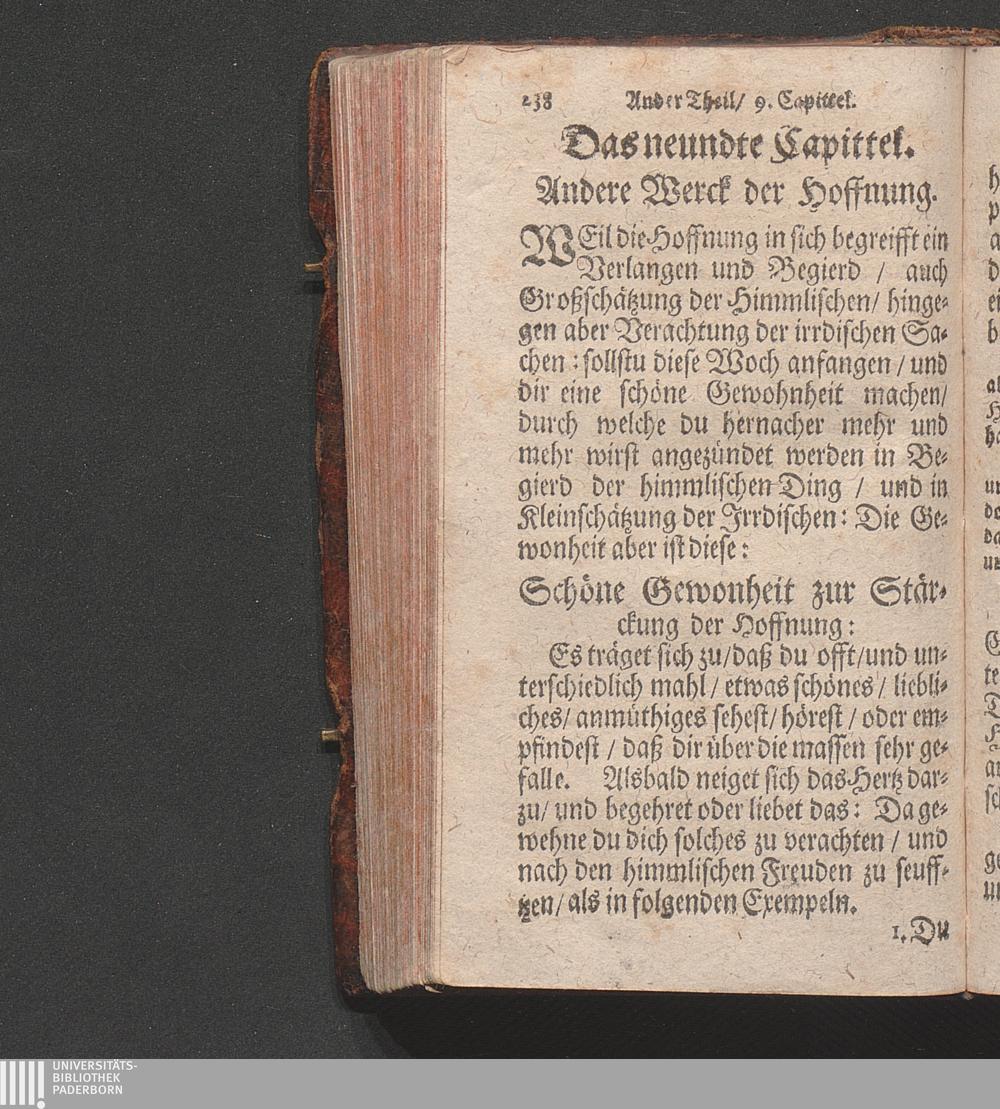 238 Ander Theil/ 9. Capittel.
Das neundte Capittel.
Andere Werck der Hoffnung.
WEil die Hoffnung in sich begreifft ein
Verlangen und Begierd / auch
Großschätzung der Himmlischen/ hinge-
gen aber Verachtung der irrdischen Sa-
chen : sollstu diese Woch anfangen / und
dir eine schöne Gewohnheit machen/
durch welche du hernacher mehr und
mehr wirst angezündet werden in Be-
gierd der himmlischen Ding / und in
Kleinschätzung der Irrdischen: Die Ge-
wonheit aber ist diese:
Schöne Gewonheit zur Stär-
ckung der Hoffnung:
Es träget sich zu/daß du offt/und un-
terschiedlich mahl / etwas schönes / liebli-
ches/ anmüthiges sehest/ hörest / oder em-
pfindest / daß dir über die massen sehr ge-
falle. Alsbald neiget sich das Hertz dar-
zu/ und begehret oder liebet das: Da ge-
wehne du dich solches zu verachten / und
nach den himmlischen Freuden zu seuff-
tzen/ als in folgenden Exempeln.
1. Du
UNIVERSITÄTS-
BIBLIOTHEK
PADERBORN